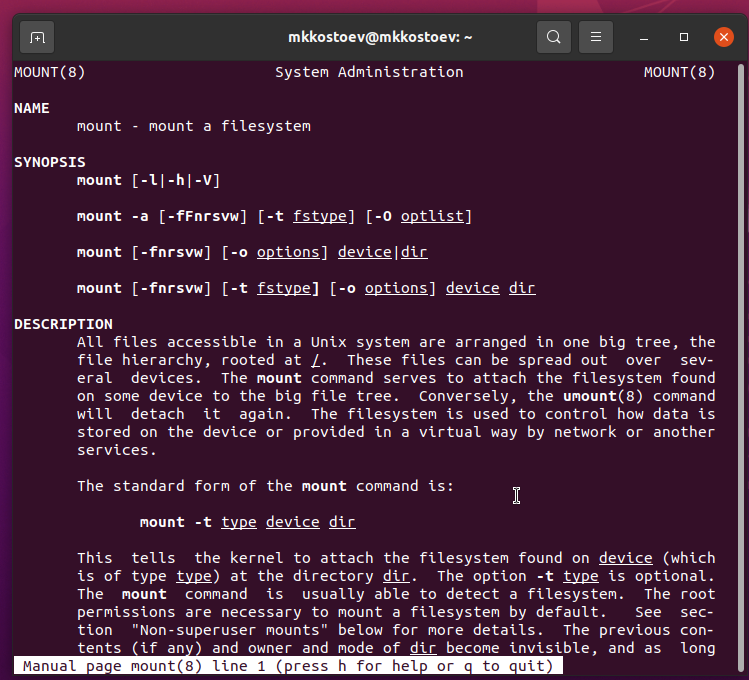 mkkostoev@mkkostoev: ~
MOUNT(8) System Administration MOUNT(8)
NAME
mount - mount a filesystem
SYNOPSIS
mount [-l|-h|-V]
mount -a [-fFnrsvw] [-t fstype] [-O optlist]
mount [-fnrsvw] [-o options] device|dir
mount [-fnrsvw] [-t fstype] [-o options] device dir
DESCRIPTION
All files accessible in a Unix system are arranged in one big tree, the
file hierarchy, rooted at /. These files can be spread out over sev-
eral devices. The mount command serves to attach the filesystem found
on some device to the big file tree. Conversely, the umount(8) command
will detach it again. The filesystem is used to control how data is
stored on the device or provided in a virtual way by network or another
services.
The standard form of the mount command is:
mount -t type device dir
This tells the kernel to attach the filesystem found on device (which
is of type type) at the directory dir. The option -t type is optional.
The mount command is usually able to detect a filesystem. The root
permissions are necessary to mount a filesystem by default. See sec-
tion "Non-superuser mounts" below for more details. The previous con-
tents (if any) and owner and mode of dir become invisible, and as long
Manual page mount(8) line 1 (press h for help or q to quit)